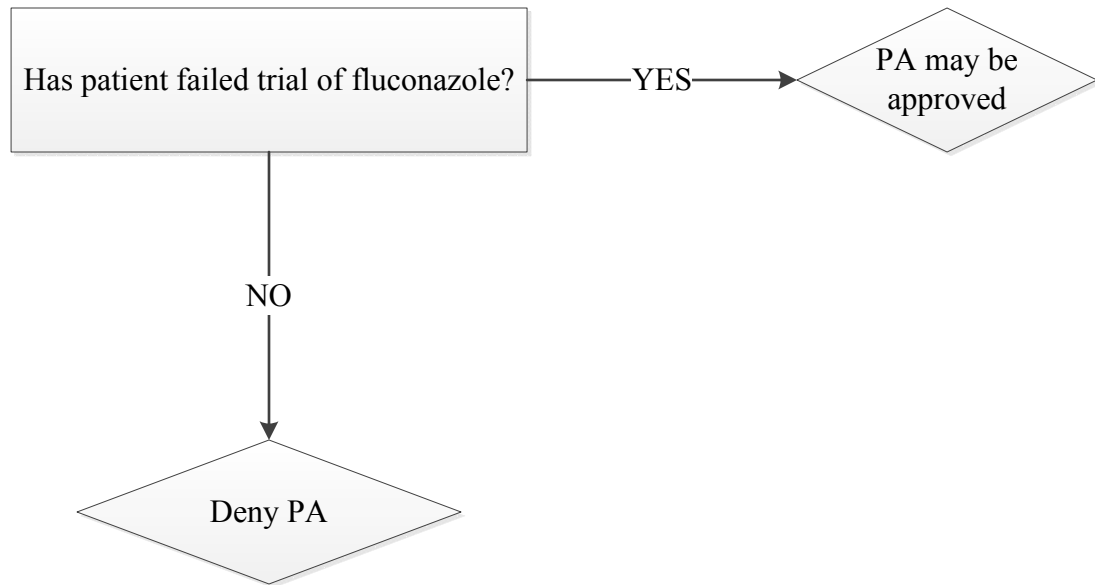 Has patient failed trial of fluconazole?
YES
PA may be
approved
NO
Deny PA